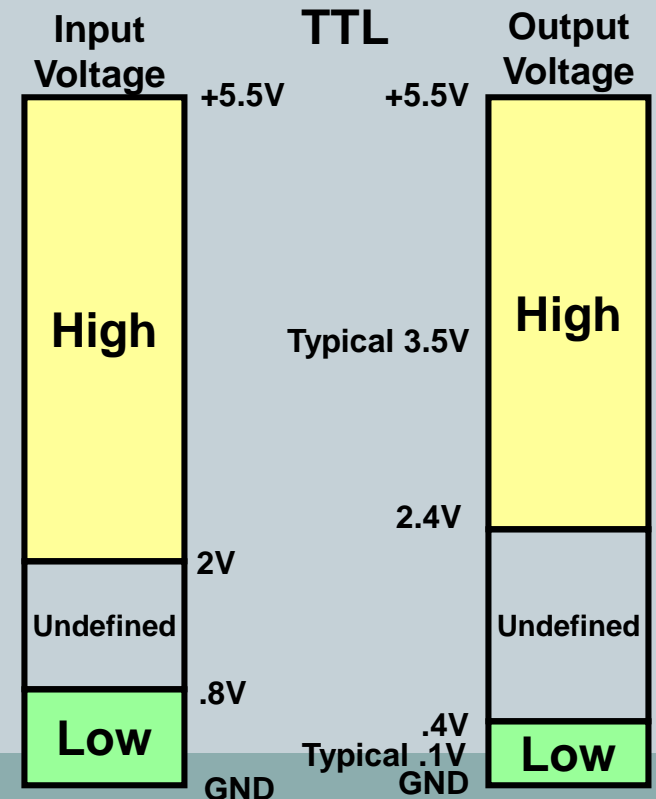 TTL
Input
Voltage
+5.5V
High
2V
Undefined
.8V
Low
GND
Output
Voltage
+5.5V
High
Typical 3.5V
2.4V
Undefined
.4V
Typical .1V
Low
GND